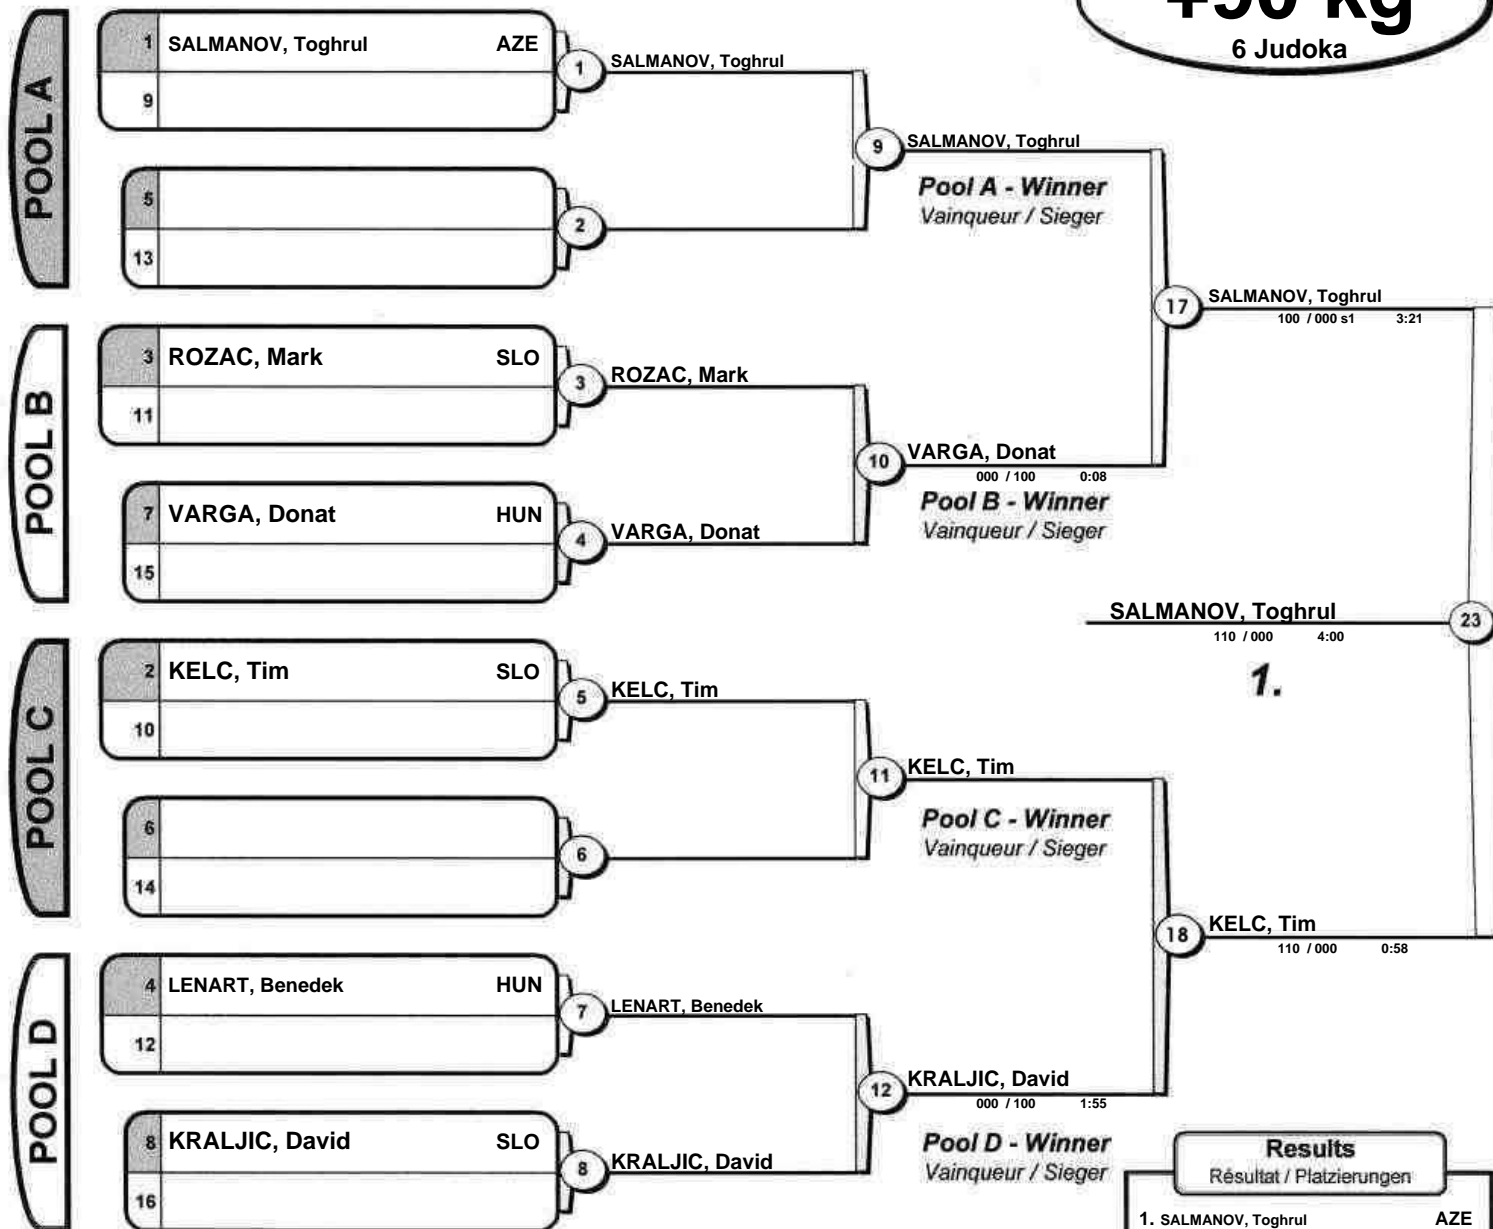 +90 kg
6 Judoka
POOL A
1 SALMANOV, Toghrul AZE
9
5
13
1 SALMANOV, Toghrul
2
9 SALMANOV, Toghrul
Pool A - Winner
Vainqueur / Sieger
POOL B
3 ROZAC, Mark SLO
11
7 VARGA, Donat HUN
15
3 ROZAC, Mark
4 VARGA, Donat
10 VARGA, Donat
000 / 100 0:08
Pool B - Winner
Vainqueur / Sieger
17 SALMANOV, Toghrul
100 / 000 s1 3:21
SALMANOV, Toghrul 23
110 / 000 4:00
1.
POOL C
2 KELC, Tim SLO
10
6
14
5 KELC, Tim
6
11 KELC, Tim
Pool C - Winner
Vainqueur / Sieger
POOL D
4 LENART, Benedek HUN
12
8 KRALJIC, David SLO
16
7 LENART, Benedek
8 KRALJIC, David
12 KRALJIC, David
000 / 100 1:55
Pool D - Winner
Vainqueur / Sieger
18 KELC, Tim
110 / 000 0:58
Results
Résultat / Platzierungen
1. SALMANOV, Toghrul AZE